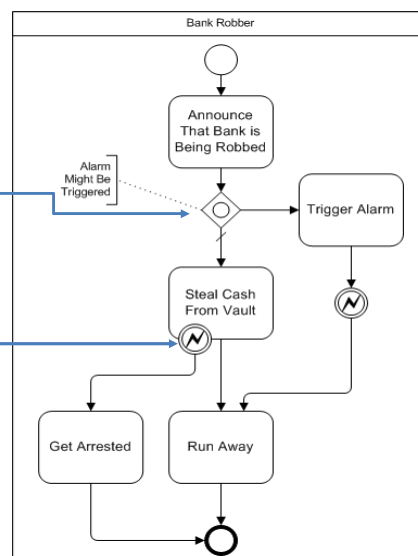 Bank Robber
Announce
That Bank is
Being Robbed
Alarm
Might Be
Triggered
Trigger Alarm
Steal Cash
From Vault
Get Arrested
Run Away